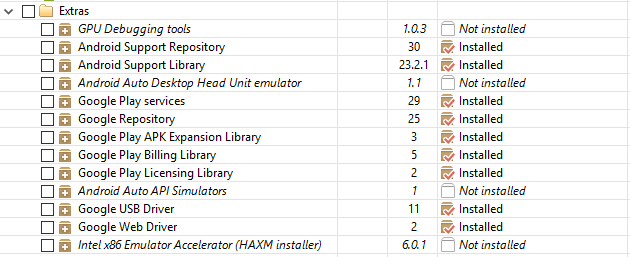 Extras
GPU Debugging tools 1.0.3 Not installed
Android Support Repository 30 Installed
Android Support Library 23.2.1 Installed
Android Auto Desktop Head Unit emulator 1.1 Not installed
Google Play services 29 Installed
Google Repository 25 Installed
Google Play APK Expansion Library 3 Installed
Google Play Billing Library 5 Installed
Google Play Licensing Library 2 Installed
Android Auto API Simulators 1 Not installed
Google USB Driver 11 Installed
Google Web Driver 2 Installed
Intel x86 Emulator Accelerator (HAXM installer) 6.0.1 Not installed